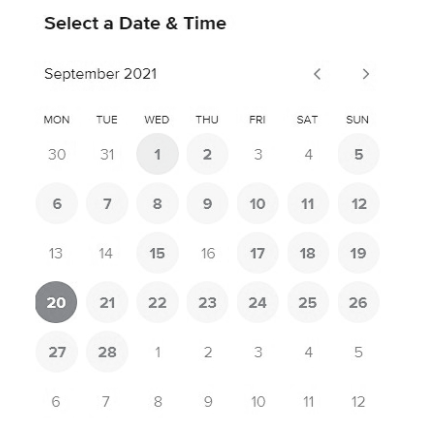 Select a Date & Time
September 2021
MON TUE WED THU FRI SAT SUN
30 31 1 2 3 4 5
6 7 8 9 10 11 12
13 14 15 16 17 18 19
20 21 22 23 24 25 26
27 28 1 2 3 4 5
6 7 8 9 10 11 12